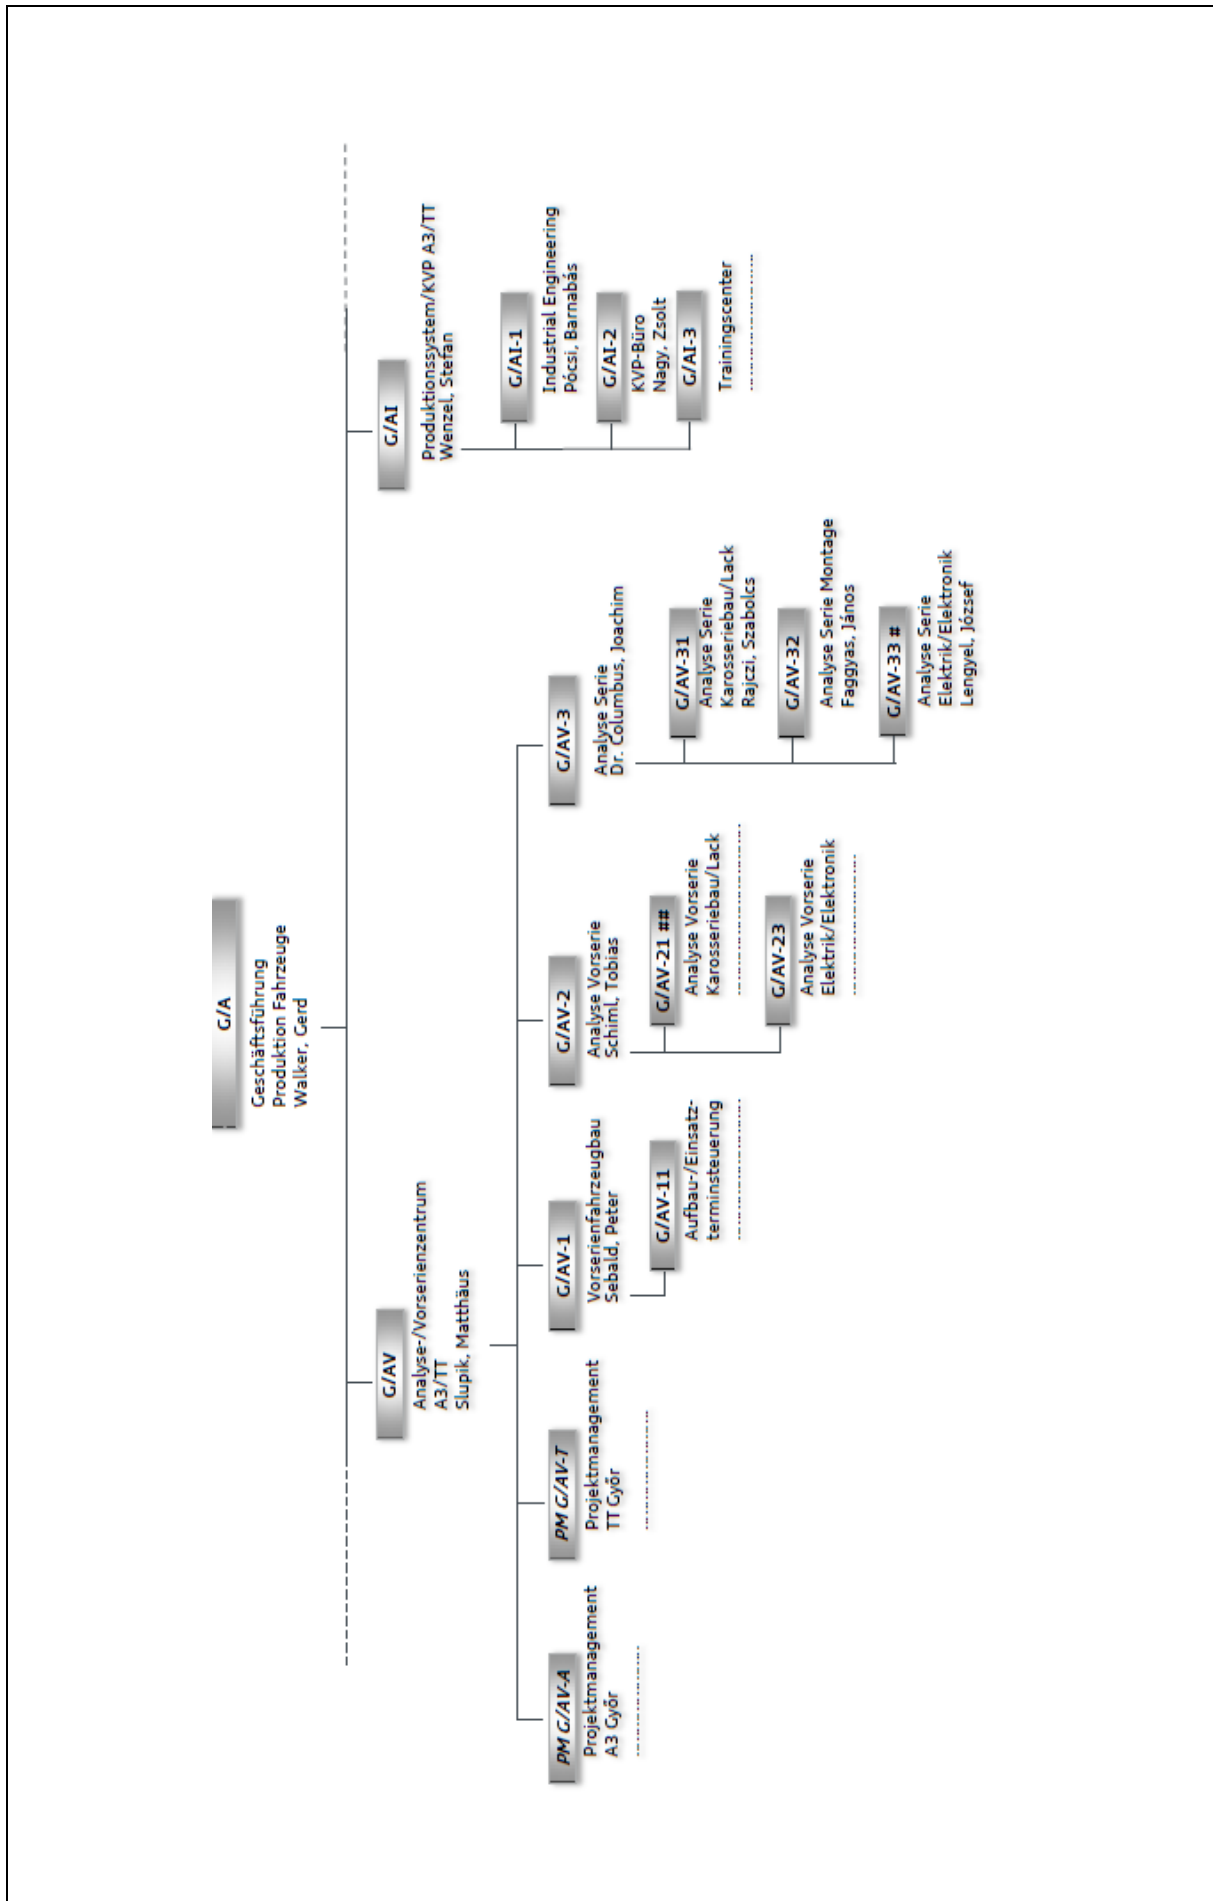 G/A
Geschäftsführung
Produktion Fahrzeuge
Walker, Gerd
G/AV
Analyse-/Vorserienzentrum
A3/TT
Slupik, Matthäus
PM G/AV-A
Projektmanagement
A3 Győr
PM G/AV-T
Projektmanagement
TT Győr
G/AV-1
Vorserienfahrzeugbau
Sebald, Peter
G/AV-11
Aufbau-/Einsatz-
terminsteuerung
G/AV-2
Analyse Vorserie
Schiml, Tobias
G/AV-21 ##
Analyse Vorserie
Karosseriebau/Lack
G/AV-23
Analyse Vorserie
Elektrik/Elektronik
G/AV-3
Analyse Serie
Dr. Columbus, Joachim
G/AV-31
Analyse Serie
Karosseriebau/Lack
Rajczi, Szabolcs
G/AV-32
Analyse Serie Montage
Faggyas, János
G/AV-33 #
Analyse Serie
Elektrik/Elektronik
Lengyel, József
G/AI
Produktionssystem/KVP A3/TT
Wenzel, Stefan
G/AI-1
Industrial Engineering
Pócsi, Barnabás
G/AI-2
KVP-Büro
Nagy, Zsolt
G/AI-3
Trainingscenter